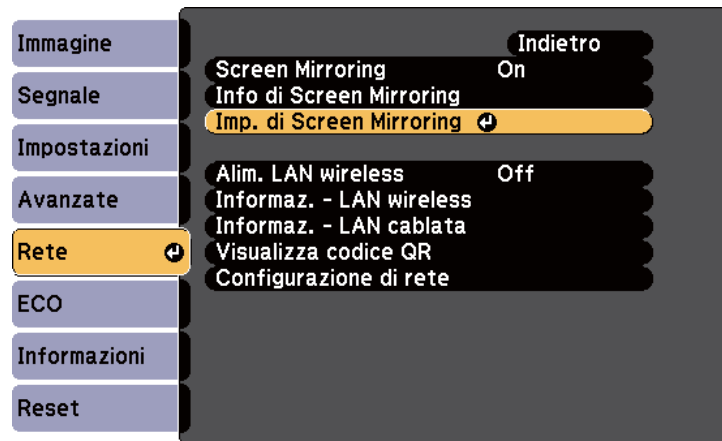 Immagine
Segnale
Impostazioni
Avanzate
Rete
ECO
Informazioni
Reset
Indietro
Screen Mirroring On
Info di Screen Mirroring
Imp. di Screen Mirroring
Alim. LAN wireless Off
Informaz. - LAN wireless
Informaz. - LAN cablata
Visualizza codice QR
Configurazione di rete